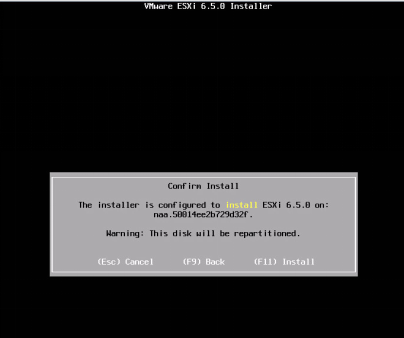 VMware ESXi 6.5.0 Installer
Confirm Install
The installer is configured to install ESXi 6.5.0 on:
naa.50014ee2b729d32f.
Warning: This disk will be repartitioned.
(Esc) Cancel (F9) Back (F11) Install